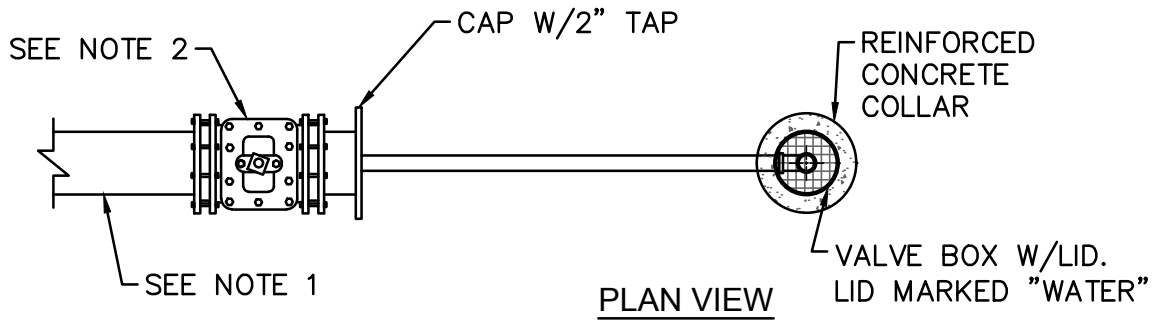 CAP W/2” TAP
SEE NOTE 2
REINFORCED
CONCRETE
COLLAR
VALVE BOX W/LID.
LID MARKED ”WATER”
SEE NOTE 1
PLAN VIEW